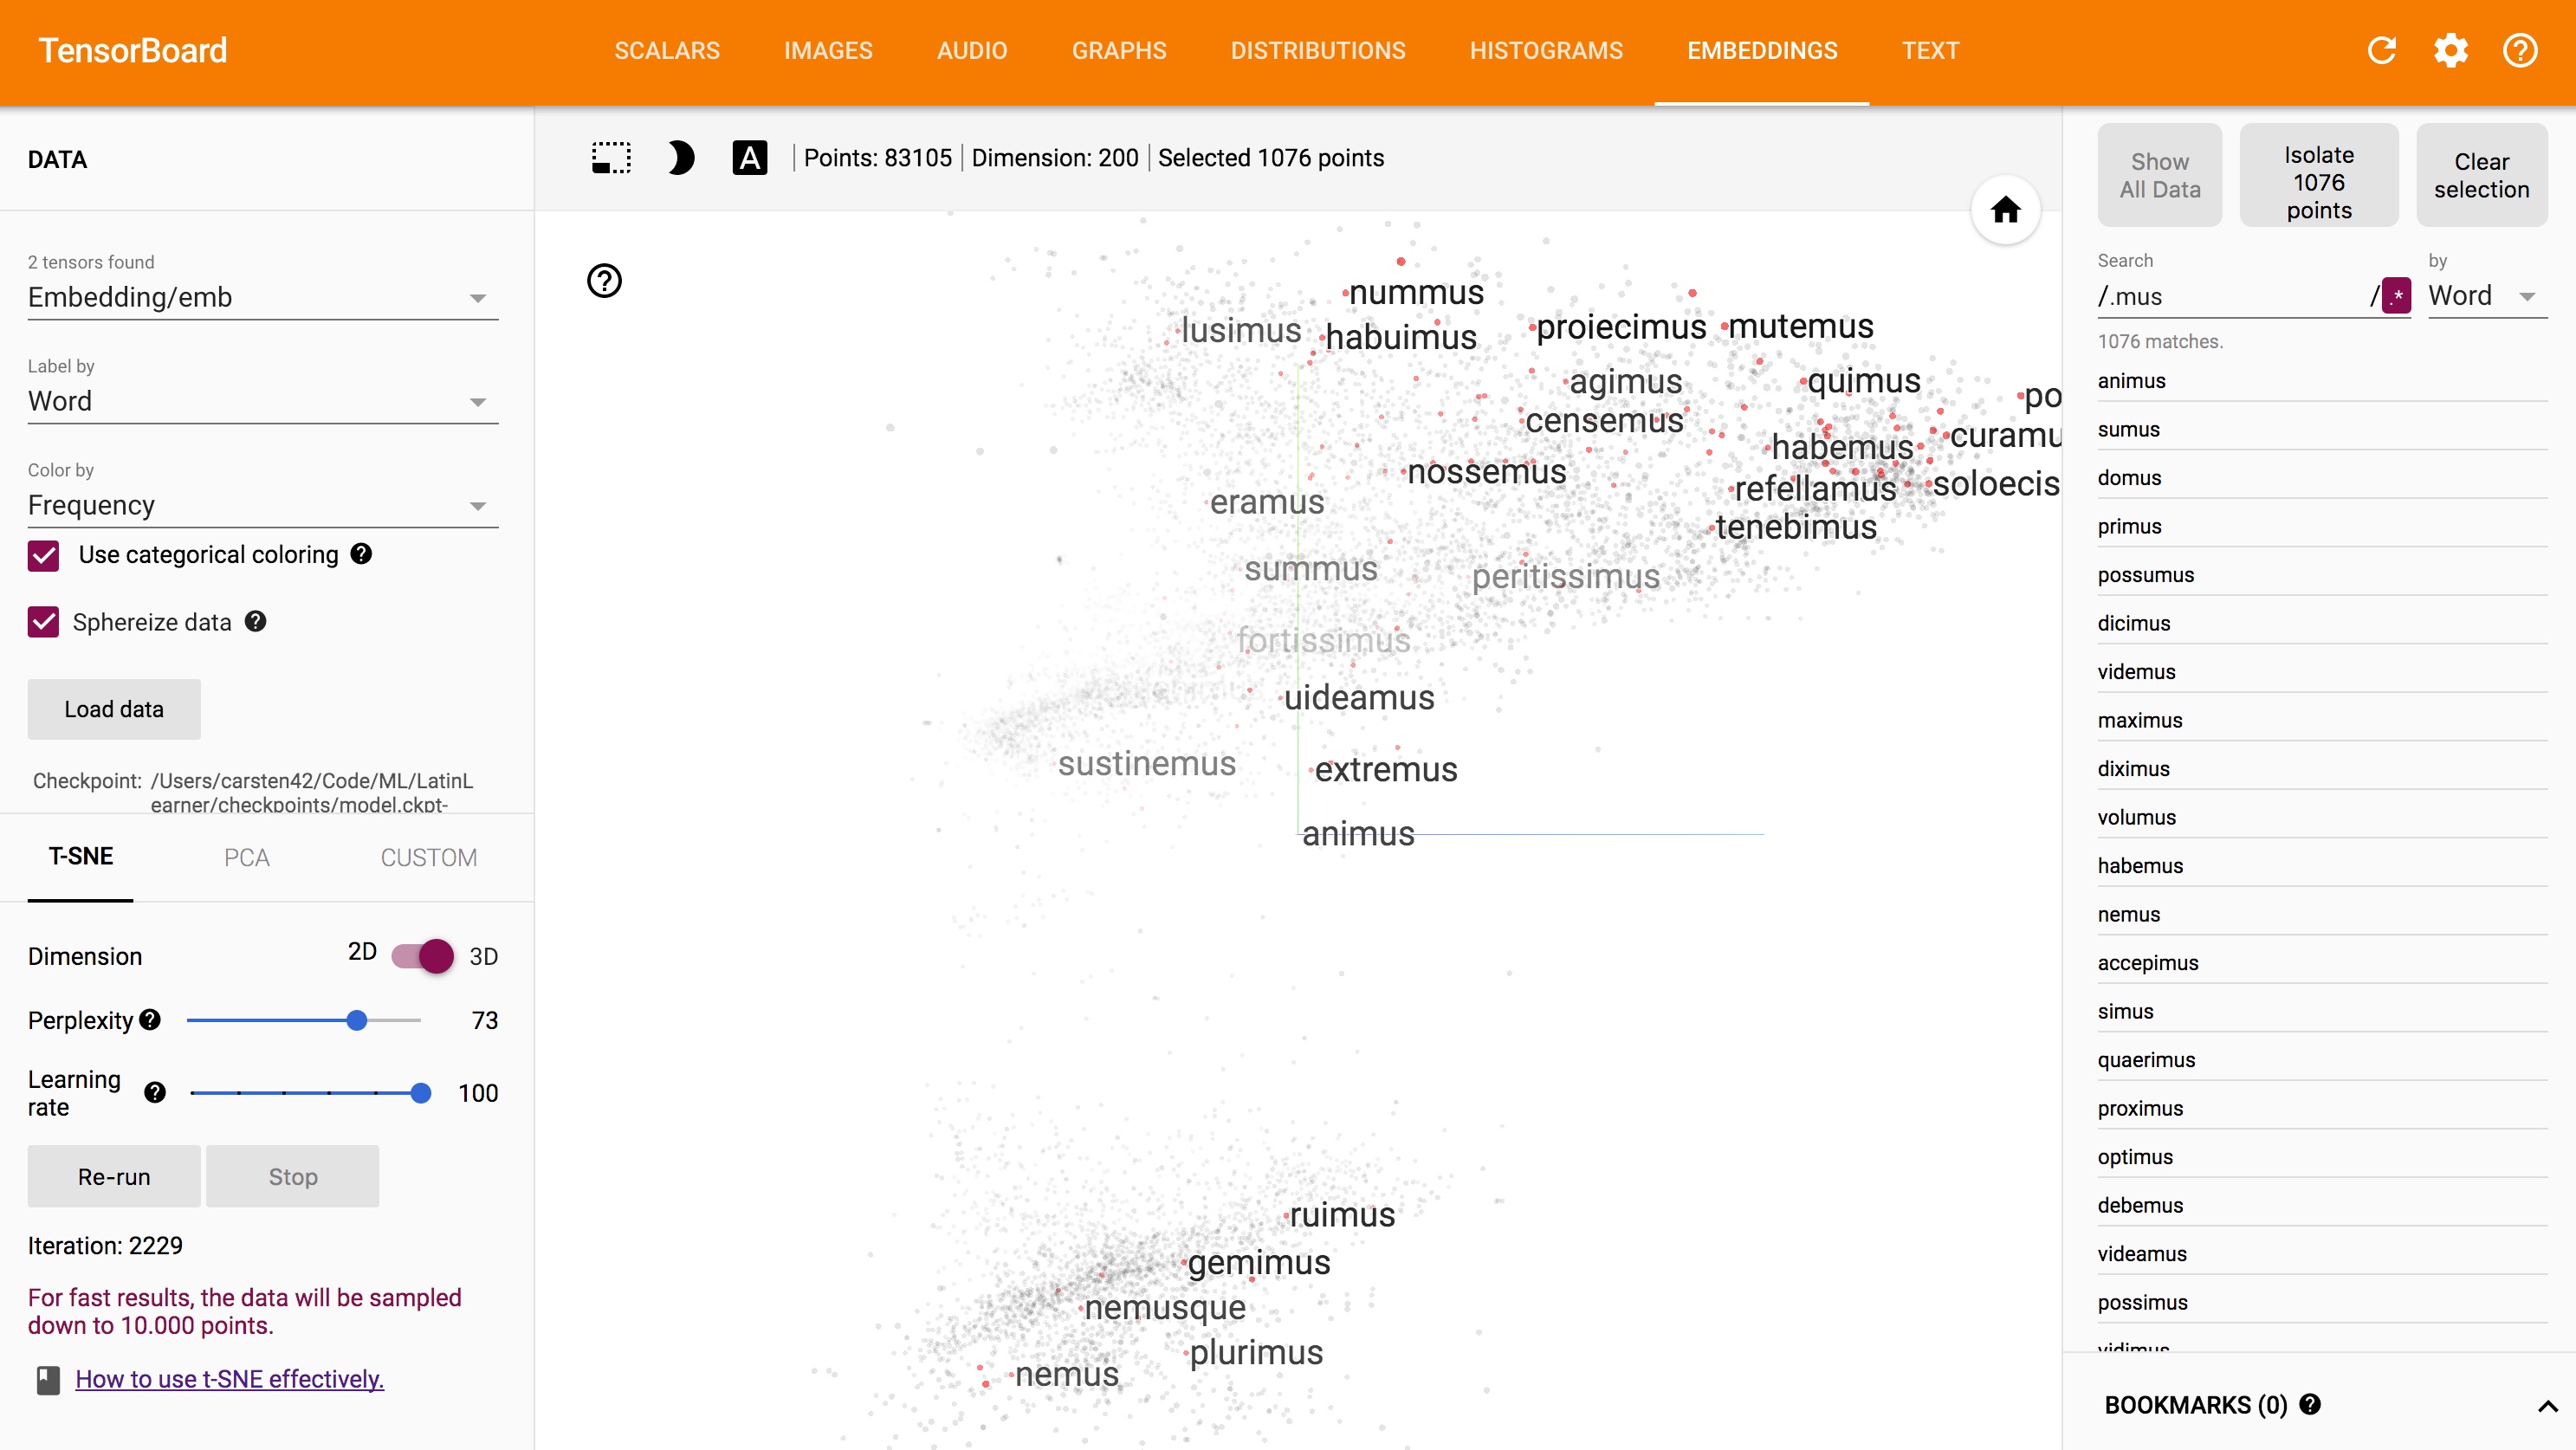 TensorBoard
SCALARS
IMAGES
AUDIO
GRAPHS
DISTRIBUTIONS
HISTOGRAMS
EMBEDDINGS
TEXT
DATA
2 tensors found
Embedding/emb
Label by
Word
Color by
Frequency
Use categorical coloring
Sphereize data
Load data
Checkpoint: /Users/carsten42/Code/ML/LatinL
earner/checkpoints/model.ckpt-
T-SNE
PCA
CUSTOM
Dimension 2D 3D
Perplexity 73
Learning
rate
100
Re-run
Stop
Iteration: 2229
For fast results, the data will be sampled
down to 10.000 points.
How to use t-SNE effectively.
A
Points: 83105 | Dimension: 200 | Selected 1076 points
nummus
lusimus
habuimus
proiecimus
mutemus
agimus
quimus
po
censemus
habemus
curamu
nossemus
refellamus
soloecis
eramus
tenebimus
summus
peritissimus
fortissimus
uideamus
sustinemus
extremus
animus
ruimus
gemimus
nemusque
plurimus
nemus
Show
All Data
Isolate
1076
points
Clear
selection
Search
by
/.mus / .*
Word
1076 matches.
animus
sumus
domus
primus
possumus
dicimus
videmus
maximus
diximus
volumus
habemus
nemus
accepimus
simus
quaerimus
proximus
optimus
debemus
videamus
possimus
vidimus
BOOKMARKS (0)